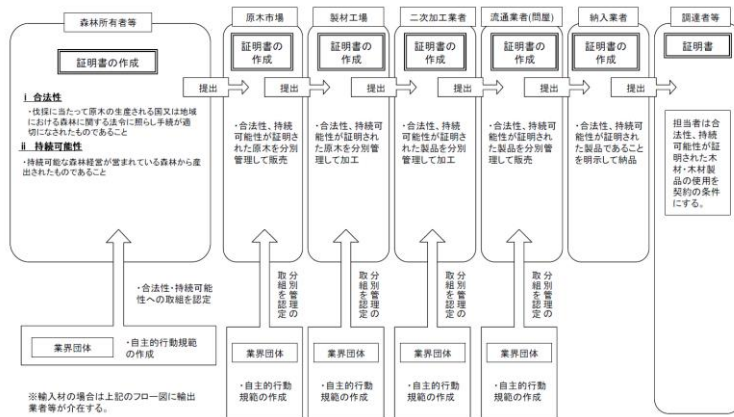 森林所有者等
証明書の作成
ⅰ 合法性
・伐採に当たって原木の生産される国又は地域
における森林に関する法令に照らし手続が適
切になされたものであること
ⅱ 持続可能性
・持続可能な森林経営が営まれている森林から産
出されたものであること
・合法性・持続可能
性への取組を認定
業界団体
・自主的行動規範
の作成
※輸入材の場合は上記のフロー図に輸出
業者等が介在する。
提出
原木市場
証明書の
作成
・合法性、持続
可能性が証明さ
れた原木を分別
管理して販売
分別管理の
取組を認定
業界団体
・自主的行動
規範の作成
提出
製材工場
証明書の
作成
・合法性、持続可
能性が証明され
た原木を分別管
理して加工
分別管理の
取組を認定
業界団体
・自主的行動
規範の作成
提出
二次加工業者
証明書の
作成
・合法性、持続可
能性が証明され
た製品を分別管
理して加工
分別管理の
取組を認定
業界団体
・自主的行動
規範の作成
提出
流通業者(問屋)
証明書の
作成
・合法性、持続可
能性が証明され
た製品を分別管
理して販売
分別管理の
取組を認定
業界団体
・自主的行動
規範の作成
提出
納入業者
証明書の
作成
・合法性、持続可
能性が証明され
た製品であること
を明示して納品
提出
調達者等
証明書
担当者は合
法性、持続
可能性が証
明された木
材・木材製
品の使用を
契約の条件
にする。